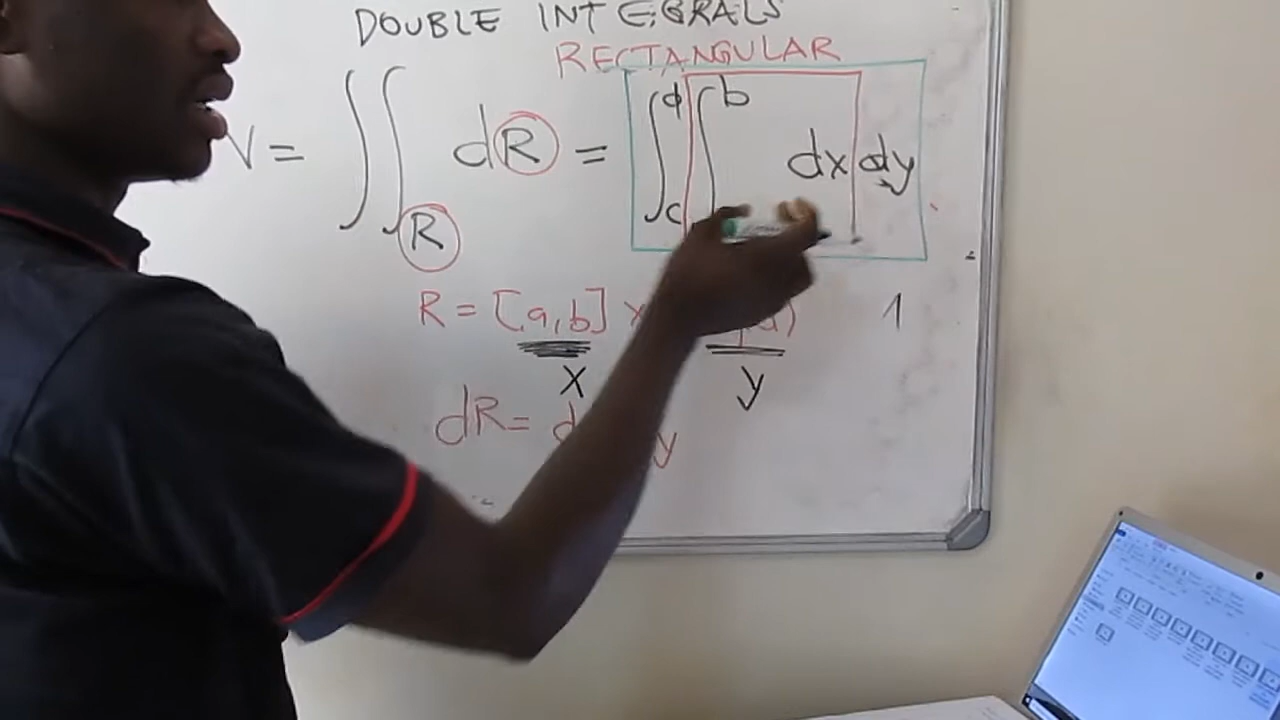 DOUBLE INTEGRALS
RECTANGULAR
V = ∬_R dR = ∫_c^d ∫^b dx dy
R = [a,b] x d) 1
x y
dR = d y